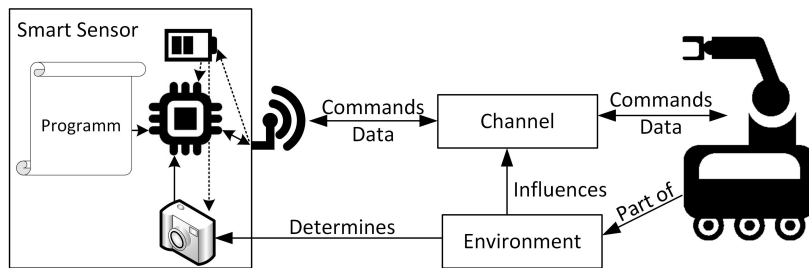 Smart Sensor
Programm
Commands
Data
Channel
Commands
Data
Influences
Part of
Determines
Environment